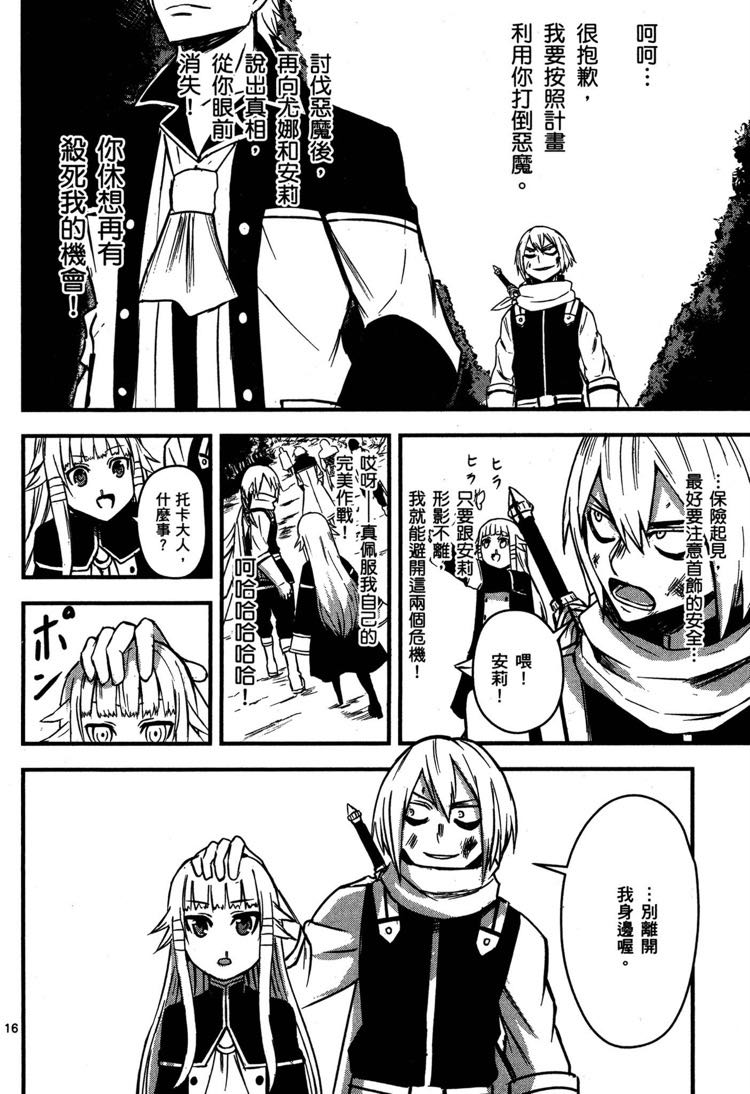 呵呵…
很抱歉，
我要按照計畫
利用你打倒惡魔。
討伐惡魔後，
再向尤娜和安莉
說出真相，
從你眼前
消失！
你休想再有
殺死我的機會！
…保險起見，
最好要注意首飾的安全…
喂！
安莉！
ヒラ
ヒラ
只要跟安莉
形影不離，
我就能避開這兩個危機！
哎呀——真佩服我自己的
完美作戰！
呵哈哈哈哈哈！
托卡大人，
什麼事？
ポン
…別離開
我身邊喔。
16